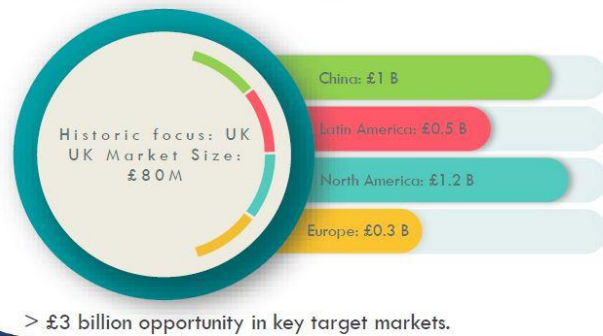 Historic focus: UK
UK Market Size:
£80M
China: £1 B
Latin America: £0.5 B
North America: £1.2 B
Europe: £0.3 B
> £3 billion opportunity in key target markets.